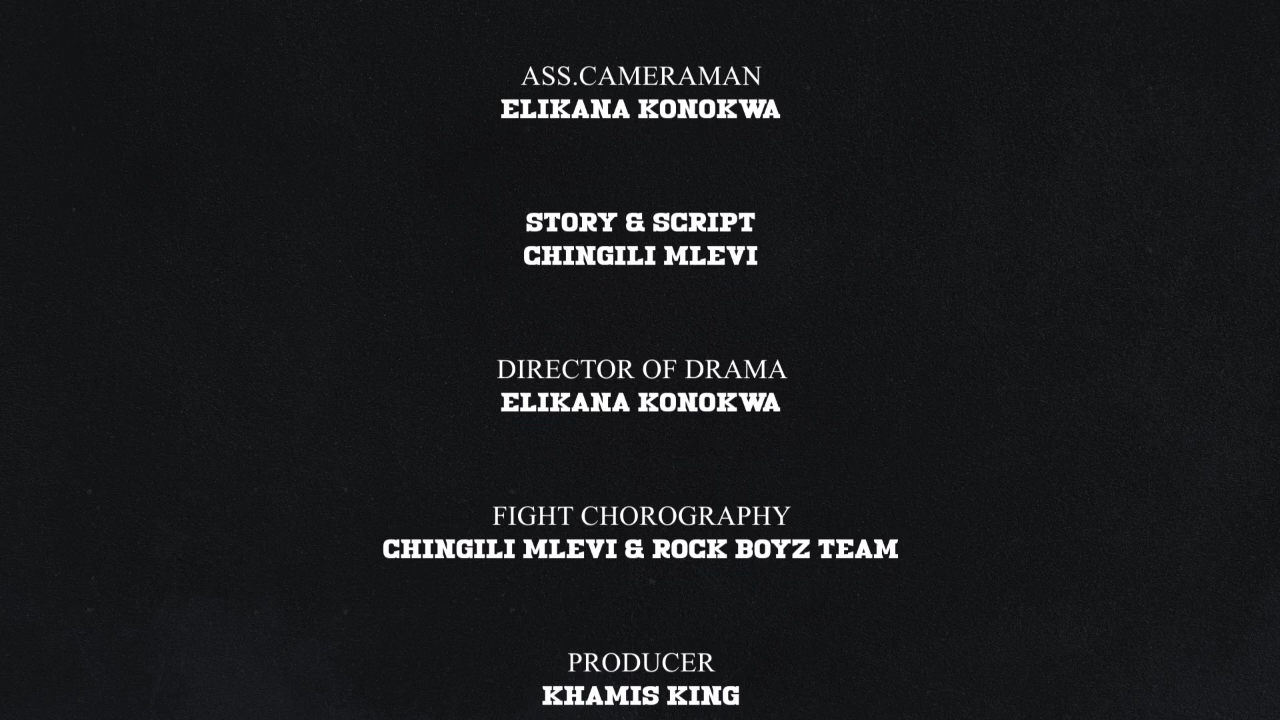 ASS.CAMERAMAN
ELIKANA KONOKWA
STORY & SCRIPT
CHINGILI MLEVI
DIRECTOR OF DRAMA
ELIKANA KONOKWA
FIGHT CHOROGRAPHY
CHINGILI MLEVI & ROCK BOYZ TEAM
PRODUCER
KHAMIS KING